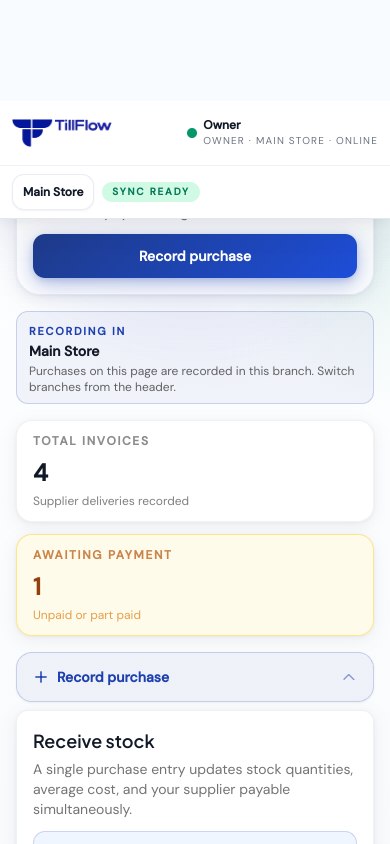 TillFlow
Owner
OWNER · MAIN STORE · ONLINE
Main Store
SYNC READY
Record purchase
RECORDING IN
Main Store
Purchases on this page are recorded in this branch. Switch
branches from the header.
TOTAL INVOICES
4
Supplier deliveries recorded
AWAITING PAYMENT
1
Unpaid or part paid
+ Record purchase
Receive stock
A single purchase entry updates stock quantities,
average cost, and your supplier payable
simultaneously.